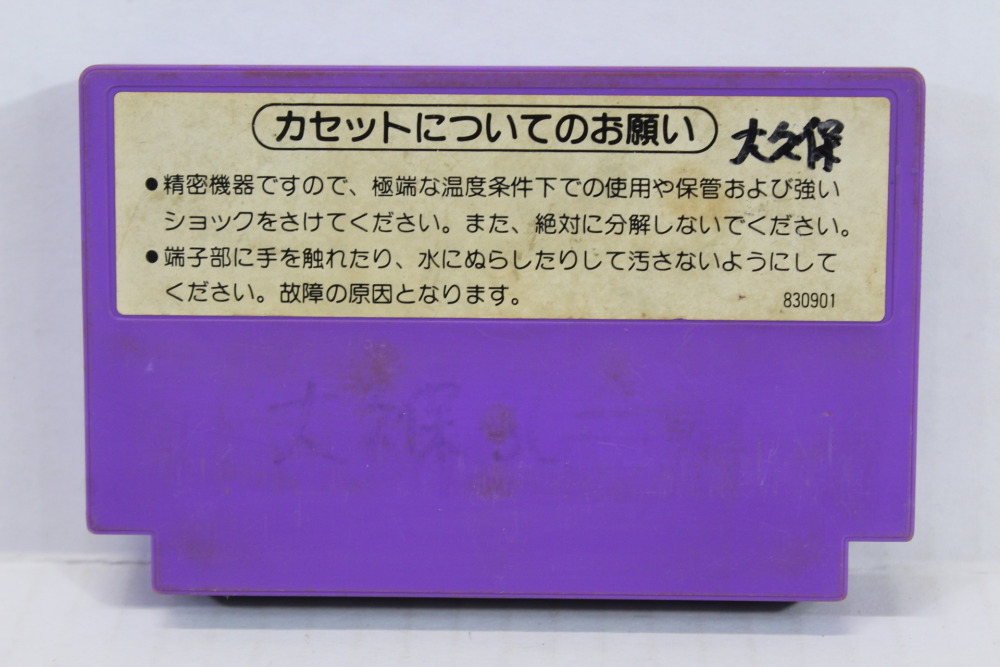 カセットについてのお願い
大久保
●精密機器ですので、極端な温度条件下での使用や保管および強い
ショックをさけてください。また、絶対に分解しないでください。
●端子部に手を触れたり、水にぬらしたりして汚さないようにして
ください。故障の原因となります。
830901
大久保